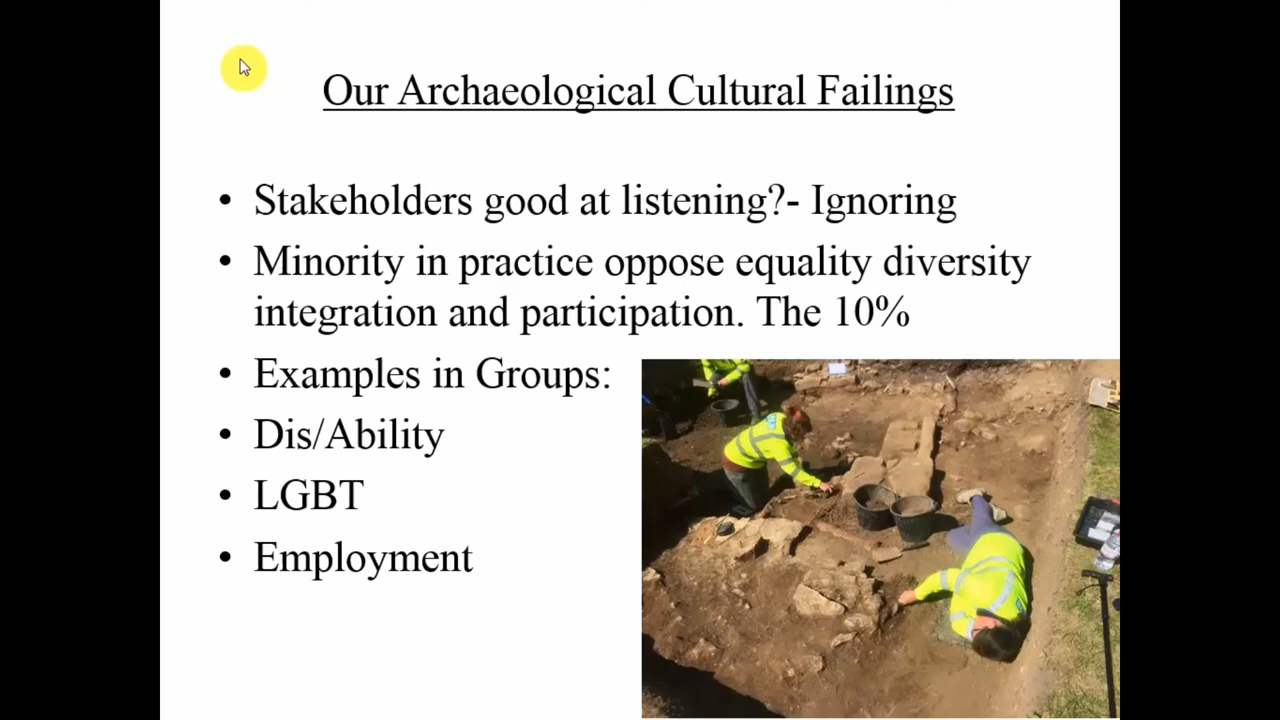 Our Archaeological Cultural Failings
• Stakeholders good at listening?- Ignoring
• Minority in practice oppose equality diversity
integration and participation. The 10%
• Examples in Groups:
• Dis/Ability
• LGBT
• Employment